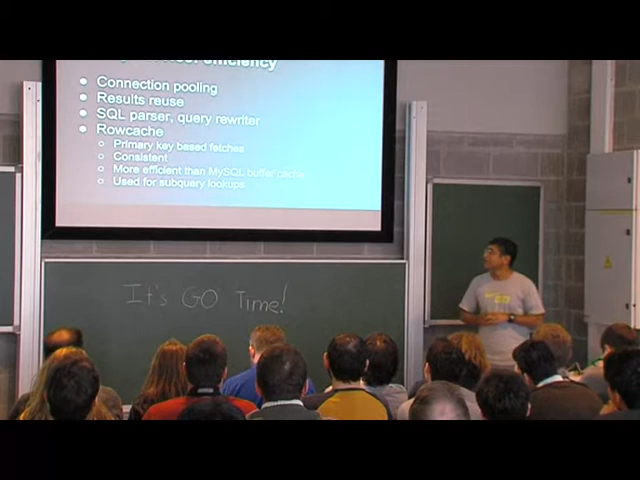 efficiency
Connection pooling
Results reuse
SQL parser, query rewriter
Rowcache
Primary key based fetches
Consistent
More efficient than MySQL buffer cache
Used for subquery lookups
It's GO Time!